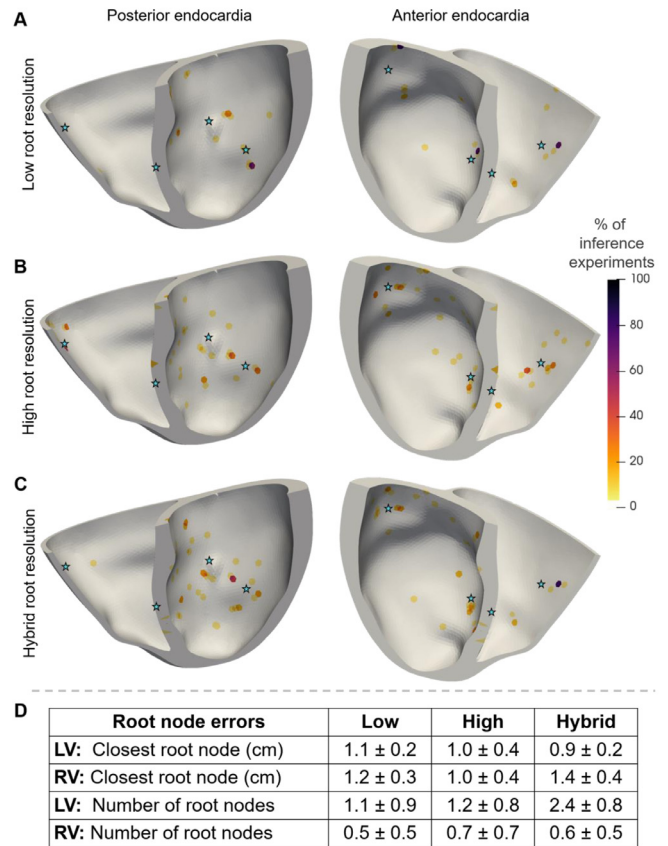 Posterior endocardia Anterior endocardia
A
Low root resolution
% of
inference
experiments
100
80
60
40
20
0
B
High root resolution
C
Hybrid root resolution
D
Root node errors Low High Hybrid
LV: Closest root node (cm) 1.1 ± 0.2 1.0 ± 0.4 0.9 ± 0.2
RV: Closest root node (cm) 1.2 ± 0.3 1.0 ± 0.4 1.4 ± 0.4
LV: Number of root nodes 1.1 ± 0.9 1.2 ± 0.8 2.4 ± 0.8
RV: Number of root nodes 0.5 ± 0.5 0.7 ± 0.7 0.6 ± 0.5